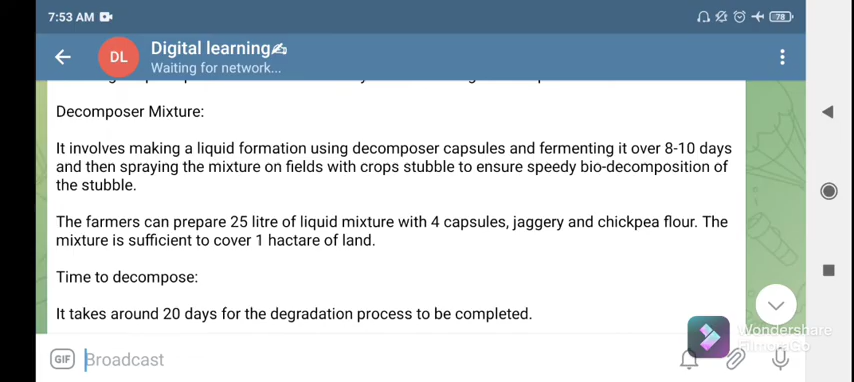 7:53 AM
78
DL
Digital learning✍
Waiting for network...
Decomposer Mixture:
It involves making a liquid formation using decomposer capsules and fermenting it over 8-10 days
and then spraying the mixture on fields with crops stubble to ensure speedy bio-decomposition of
the stubble.
The farmers can prepare 25 litre of liquid mixture with 4 capsules, jaggery and chickpea flour. The
mixture is sufficient to cover 1 hactare of land.
Time to decompose:
It takes around 20 days for the degradation process to be completed.
Wondershare
FilmoraGo
GIF
Broadcast